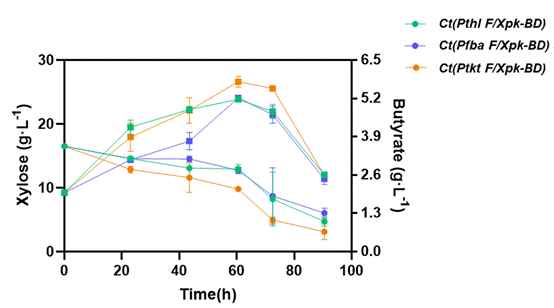 Ct(Pthl F/Xpk-BD)
Ct(Pfba F/Xpk-BD)
Ct(Ptkt F/Xpk-BD)
30
20
10
0
Xylose (g·L⁻¹)
6.5
5.2
3.9
2.6
1.3
0.0
Butyrate (g·L⁻¹)
0 20 40 60 80 100
Time(h)